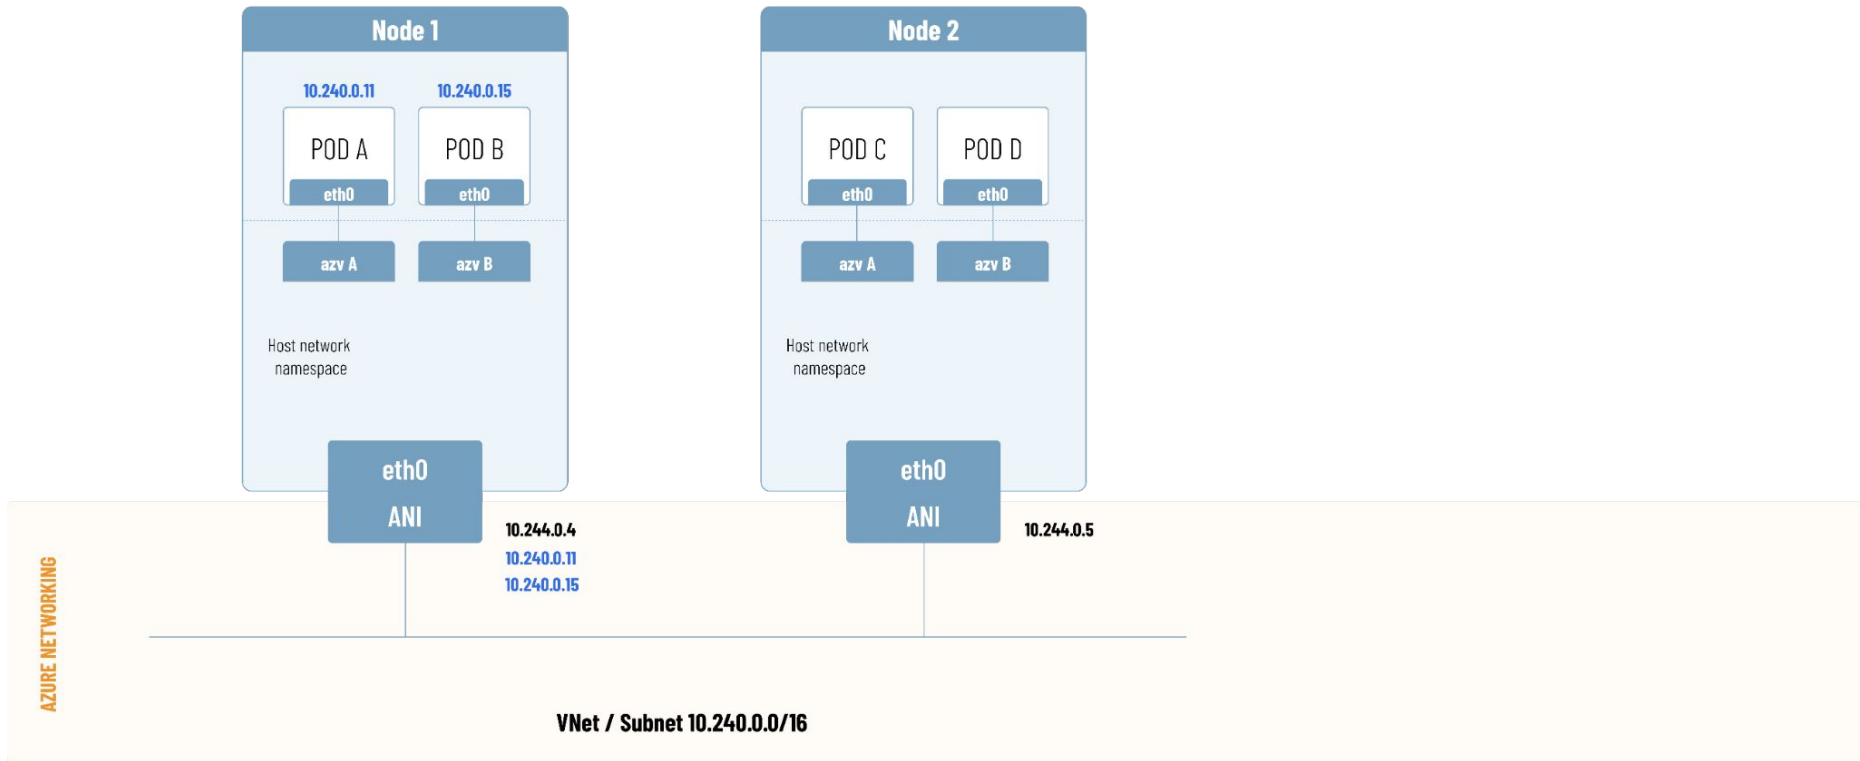 Node 1
10.240.0.11
10.240.0.15
POD A
POD B
eth0
eth0
azv A
azv B
Host network
namespace
eth0
ANI
10.244.0.4
10.240.0.11
10.240.0.15
Node 2
POD C
POD D
eth0
eth0
azv A
azv B
Host network
namespace
eth0
ANI
10.244.0.5
AZURE NETWORKING
VNet / Subnet 10.240.0.0/16